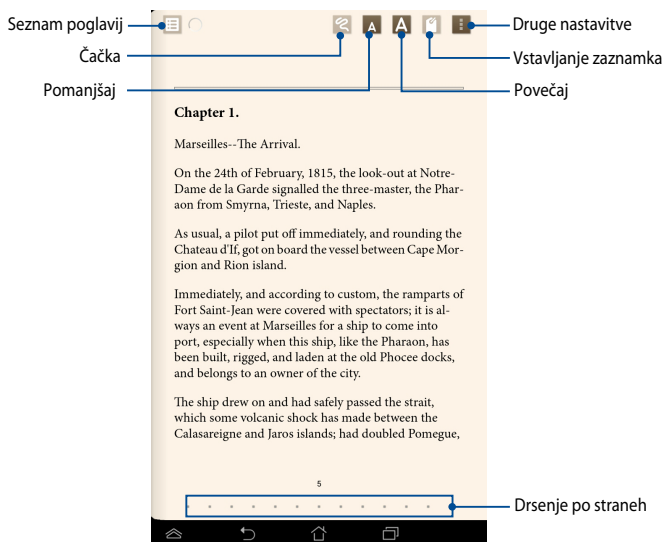 Seznam poglavij
Čačka
Pomanjšaj
Druge nastavitve
Vstavljanje zaznamka
Povečaj
A
A
Chapter 1.
Marseilles--The Arrival.
On the 24th of February, 1815, the look-out at Notre-
Dame de la Garde signalled the three-master, the Phar-
aon from Smyrna, Trieste, and Naples.
As usual, a pilot put off immediately, and rounding the
Chateau d'If, got on board the vessel between Cape Mor-
gion and Rion island.
Immediately, and according to custom, the ramparts of
Fort Saint-Jean were covered with spectators; it is al-
ways an event at Marseilles for a ship to come into
port, especially when this ship, like the Pharaon, has
been built, rigged, and laden at the old Phocee docks,
and belongs to an owner of the city.
The ship drew on and had safely passed the strait,
which some volcanic shock has made between the
Calasareigne and Jaros islands; had doubled Pomegue,
5
Drsenje po straneh